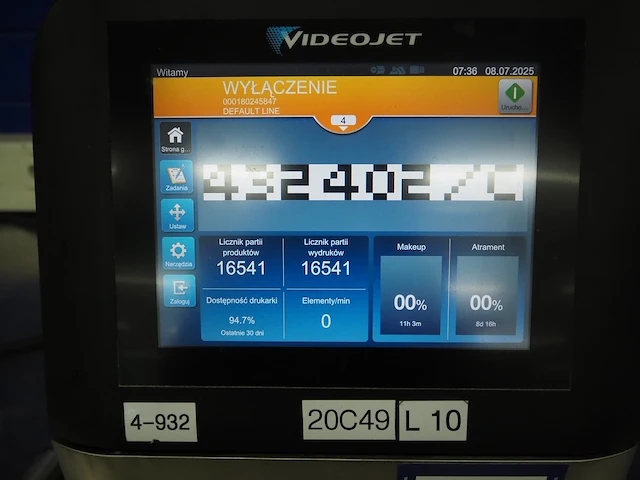 VIDEOJET
Witamy
07:36 08.07.2025
WYŁĄCZENIE
000180245847
DEFAULT LINE
4
Urucho...
Strona g...
Zadania
Ustaw
Narzędzia
Zaloguj
Licznik partii produktów
16541
Licznik partii wydruków
16541
Dostępność drukarki
94.7%
Ostatnie 30 dni
Elementy/min
0
Makeup
00%
11h 3m
Atrament
00%
8d 16h
4-932
20C49
L 10